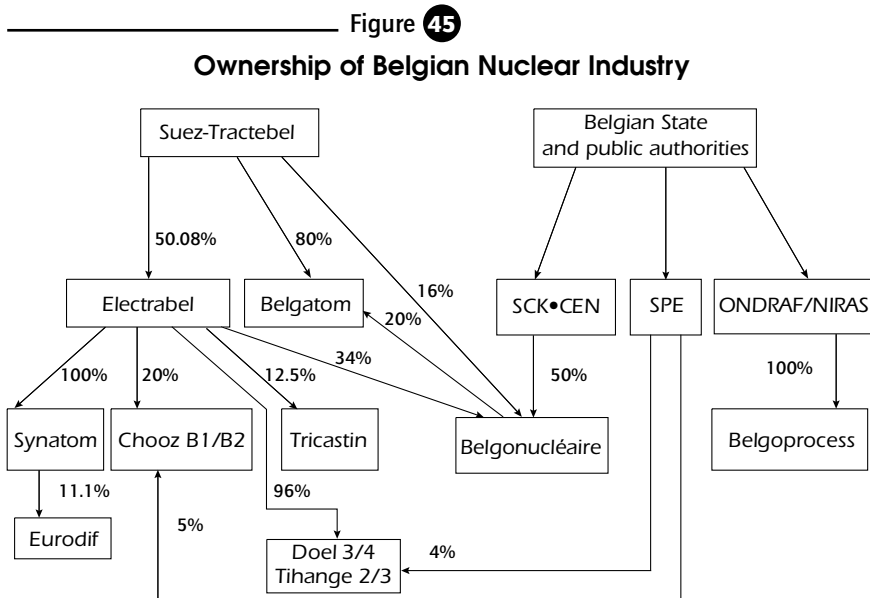 Figure 45
Ownership of Belgian Nuclear Industry
Suez-Tractebel
Belgian State
and public authorities
50.08%
80%
16%
Electrabel
Belgatom
20%
SCK•CEN
SPE
ONDRAF/NIRAS
100%
20%
12.5%
34%
50%
100%
Synatom
Chooz B1/B2
Tricastin
Belgonucléaire
Belgoprocess
11.1%
96%
5%
Eurodif
Doel 3/4
Tihange 2/3
4%